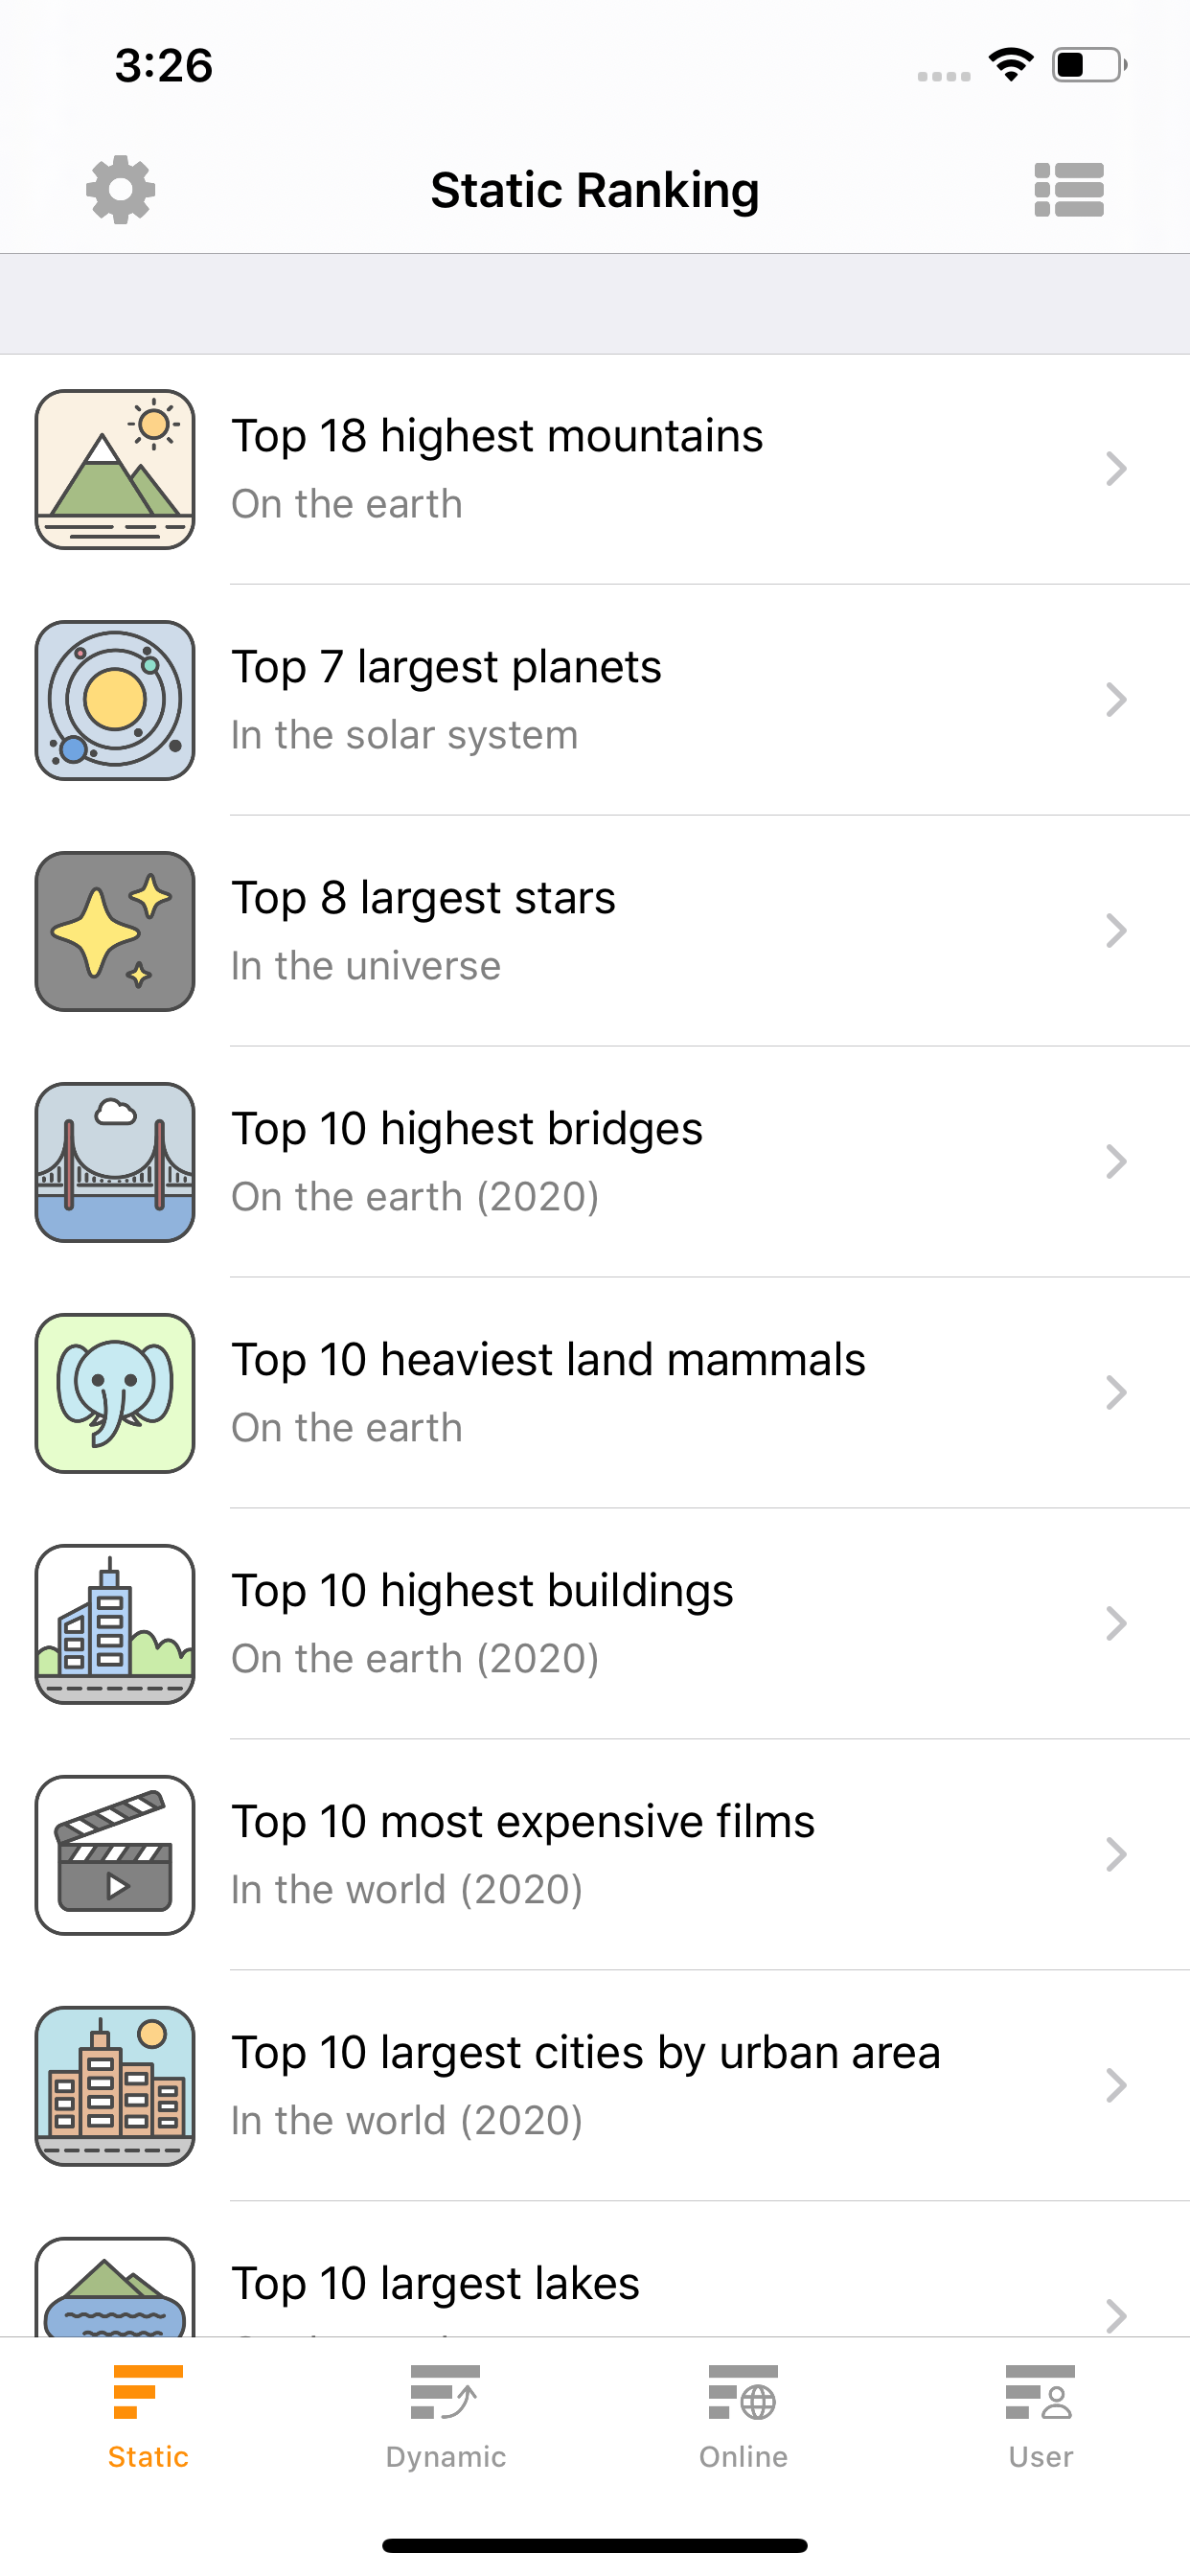 3:26
Static Ranking
Top 18 highest mountains
On the earth
Top 7 largest planets
In the solar system
Top 8 largest stars
In the universe
Top 10 highest bridges
On the earth (2020)
Top 10 heaviest land mammals
On the earth
Top 10 highest buildings
On the earth (2020)
Top 10 most expensive films
In the world (2020)
Top 10 largest cities by urban area
In the world (2020)
Top 10 largest lakes
Static
Dynamic
Online
User